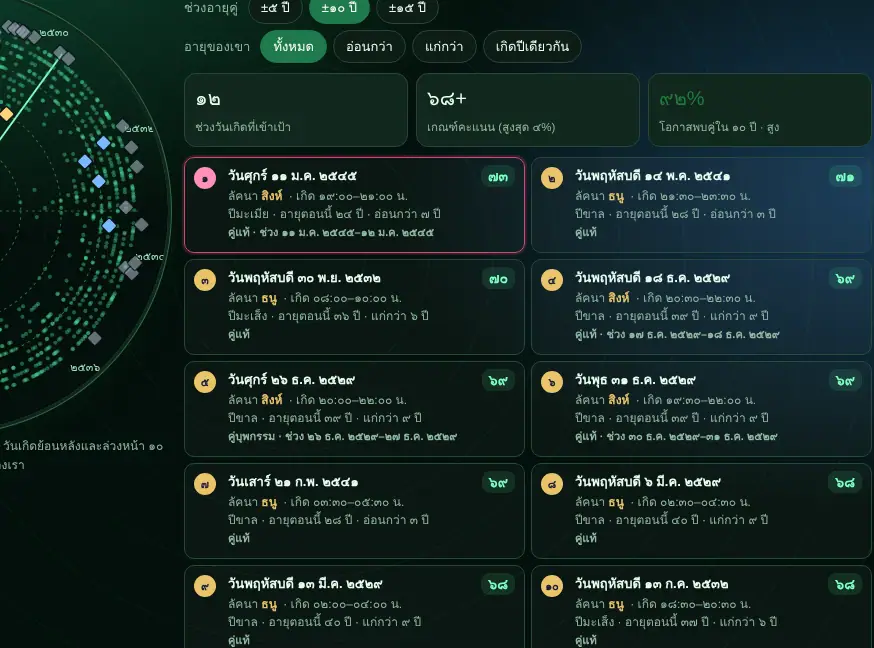 ช่วงอายุคู่ ±๕ ปี ±๑๐ ปี ±๑๕ ปี
อายุของเขา ทั้งหมด อ่อนกว่า แก่กว่า เกิดปีเดียวกัน
๑๒
ช่วงวันเกิดที่เข้าเป้า
๖๘+
เกณฑ์คะแนน (สูงสุด ๔%)
๙๒%
โอกาสพบคู่ใน ๑๐ ปี · สูง
๒๕๓๐
๒๕๓๒
๒๕๓๖
วันเกิดย้อนหลังและล่วงหน้า ๑๐
๑
วันศุกร์ ๑๑ ม.ค. ๒๕๔๕
๗๓
ลัคนา สิงห์ · เกิด ๑๙:๐๐–๒๑:๐๐ น.
ปีมะเมีย · อายุตอนนี้ ๒๔ ปี · อ่อนกว่า ๗ ปี
คู่แท้ · ช่วง ๑๑ ม.ค. ๒๕๔๕–๑๒ ม.ค. ๒๕๔๕
๒
วันพฤหัสบดี ๑๔ พ.ค. ๒๕๔๑
๗๑
ลัคนา ธนู · เกิด ๒๑:๓๐–๒๓:๓๐ น.
ปีขาล · อายุตอนนี้ ๒๘ ปี · อ่อนกว่า ๓ ปี
คู่แท้
๓
วันพฤหัสบดี ๓๐ พ.ย. ๒๕๓๒
๗๐
ลัคนา ธนู · เกิด ๐๘:๐๐–๑๐:๐๐ น.
ปีมะเส็ง · อายุตอนนี้ ๓๖ ปี · แก่กว่า ๖ ปี
คู่แท้
๔
วันพฤหัสบดี ๑๘ ธ.ค. ๒๕๒๙
๖๙
ลัคนา สิงห์ · เกิด ๒๐:๓๐–๒๒:๓๐ น.
ปีขาล · อายุตอนนี้ ๓๙ ปี · แก่กว่า ๙ ปี
คู่แท้ · ช่วง ๑๗ ธ.ค. ๒๕๒๙–๑๘ ธ.ค. ๒๕๒๙
๕
วันศุกร์ ๒๖ ธ.ค. ๒๕๒๙
๖๙
ลัคนา สิงห์ · เกิด ๒๐:๐๐–๒๒:๐๐ น.
ปีขาล · อายุตอนนี้ ๓๙ ปี · แก่กว่า ๙ ปี
คู่บุพกรรม · ช่วง ๒๖ ธ.ค. ๒๕๒๙–๒๗ ธ.ค. ๒๕๒๙
๖
วันพุธ ๓๑ ธ.ค. ๒๕๒๙
๖๙
ลัคนา สิงห์ · เกิด ๑๙:๓๐–๒๑:๓๐ น.
ปีขาล · อายุตอนนี้ ๓๙ ปี · แก่กว่า ๙ ปี
คู่แท้ · ช่วง ๓๐ ธ.ค. ๒๕๒๙–๓๑ ธ.ค. ๒๕๒๙
๗
วันเสาร์ ๒๑ ก.พ. ๒๕๔๑
๖๙
ลัคนา ธนู · เกิด ๐๓:๓๐–๐๕:๓๐ น.
ปีขาล · อายุตอนนี้ ๒๘ ปี · อ่อนกว่า ๓ ปี
คู่แท้
๘
วันพฤหัสบดี ๖ มี.ค. ๒๕๒๙
๖๘
ลัคนา ธนู · เกิด ๐๒:๓๐–๐๔:๓๐ น.
ปีขาล · อายุตอนนี้ ๔๐ ปี · แก่กว่า ๙ ปี
คู่แท้
๙
วันพฤหัสบดี ๑๓ มี.ค. ๒๕๒๙
๖๘
ลัคนา ธนู · เกิด ๐๒:๐๐–๐๔:๐๐ น.
ปีขาล · อายุตอนนี้ ๔๐ ปี · แก่กว่า ๙ ปี
คู่แท้
๑๐
วันพฤหัสบดี ๑๓ ก.ค. ๒๕๓๒
๖๘
ลัคนา ธนู · เกิด ๑๘:๓๐–๒๐:๓๐ น.
ปีมะเส็ง · อายุตอนนี้ ๓๗ ปี · แก่กว่า ๖ ปี
คู่แท้